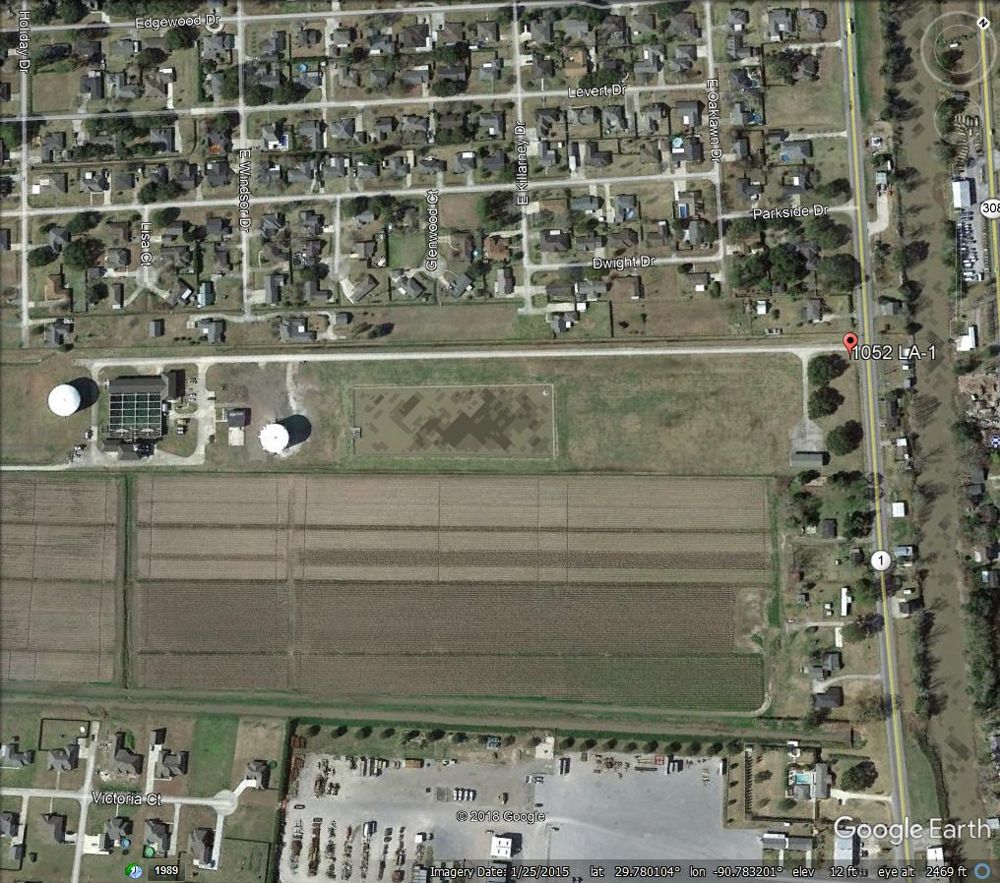 Holiday Dr
Edgewood Dr
Levert Dr
E Oaklawn Dr
E Killarney Dr
E Windsor Dr
Glenwood Ct
Lisa Ct
Parkside Dr
308
Dwight Dr
1052 LA-1
1
Victoria Ct
© 2018 Google
Google Earth
1989
Imagery Date: 1/25/2015 lat 29.780104° lon -90.783201° elev 12 ft eye alt 2469 ft